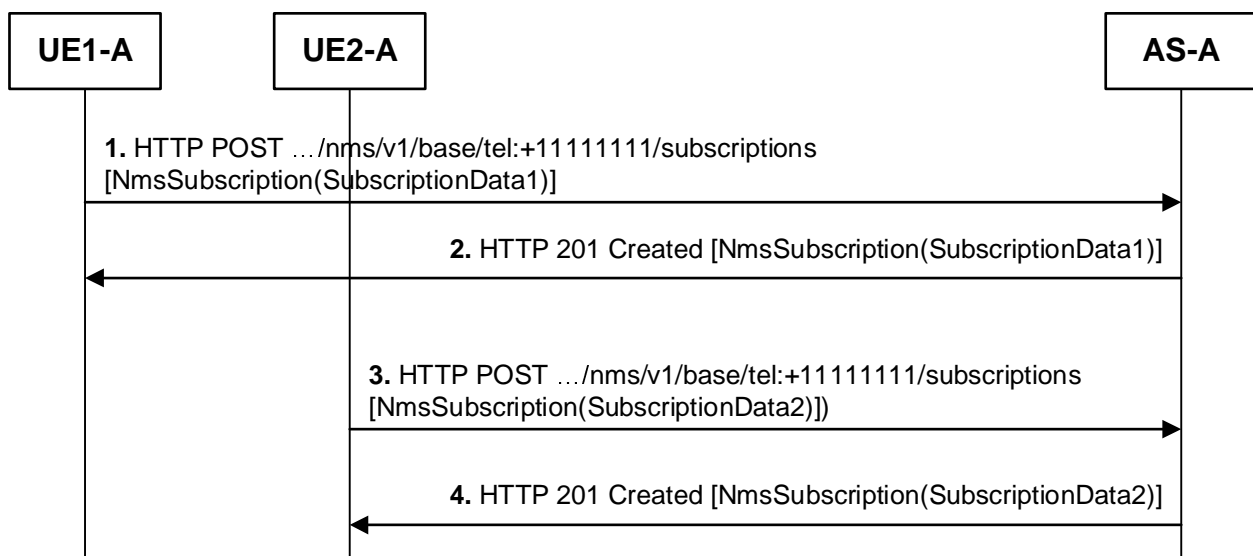 UE1-A UE2-A AS-A
1. HTTP POST …/nms/v1/base/tel:+11111111/subscriptions
[NmsSubscription(SubscriptionData1)]
2. HTTP 201 Created [NmsSubscription(SubscriptionData1)]
3. HTTP POST …/nms/v1/base/tel:+11111111/subscriptions
[NmsSubscription(SubscriptionData2)])
4. HTTP 201 Created [NmsSubscription(SubscriptionData2)]